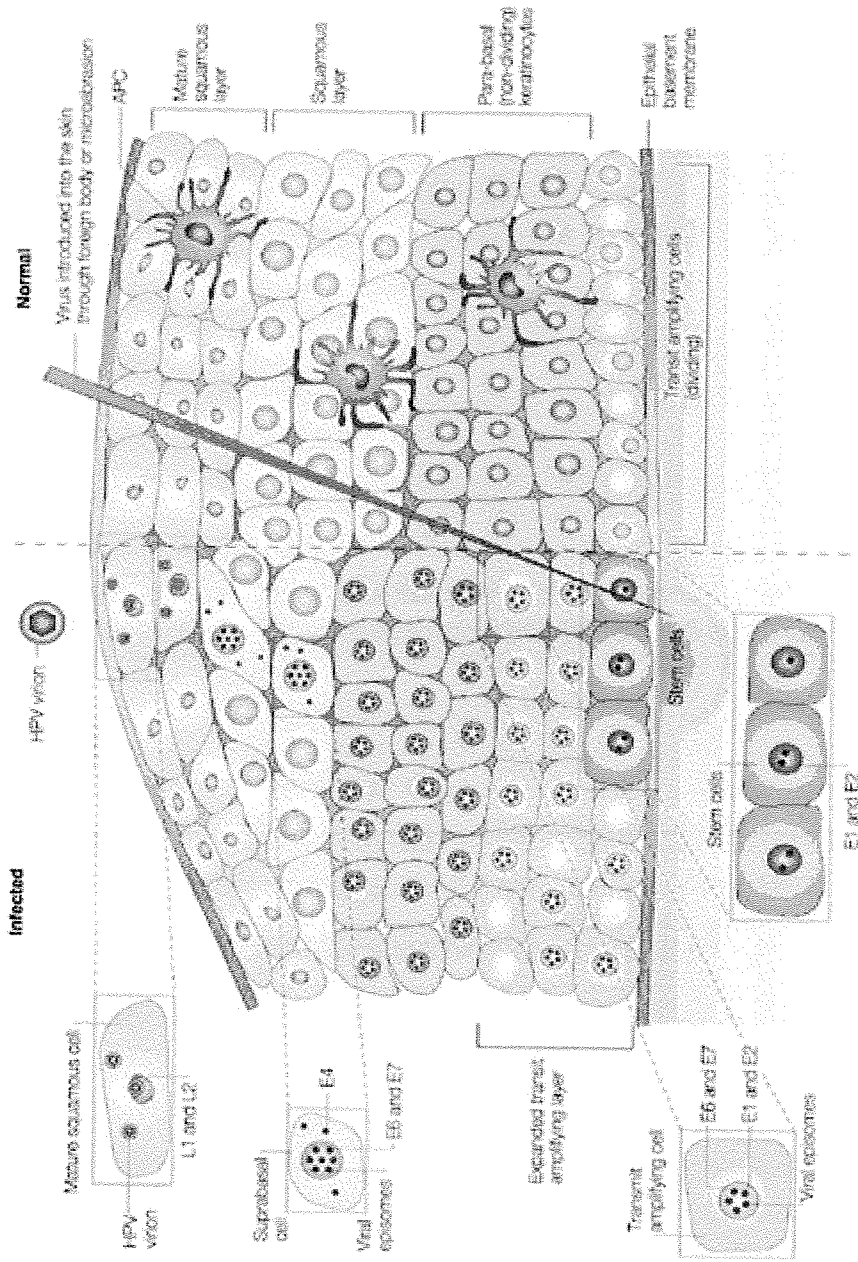 Infected
Normal
HPV virion
Virus introduced into the skin
through foreign body or microabrasion
APC
Mature
squamous
layer
Squamous
layer
Para-basal
(non-dividing)
keratinocytes
Epithelial
basement
membrane
Transit amplifying cells
(dividing)
Stem cells
Stem cells
E1 and E2
Mature squamous cell
HPV
virion
L1 and L2
Suprabasal
cell
E4
Viral
episomes
E6 and E7
Expanded transit
amplifying layer
Transmit
amplifying cell
E6 and E7
E1 and E2
Viral episomes